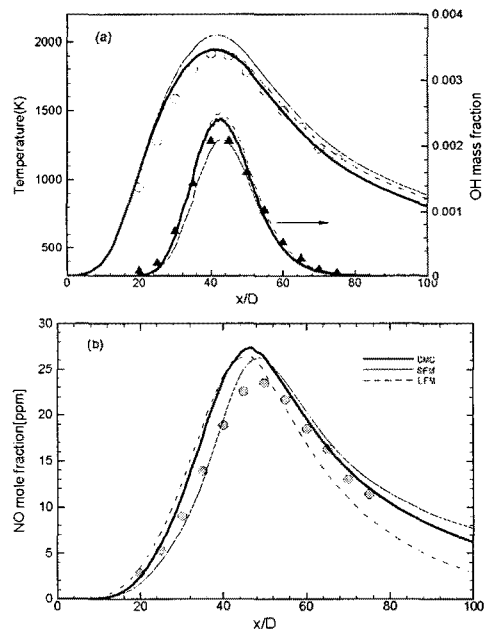 (a)
2000
1500
1000
500
Temperature(K)
0.004
0.003
0.002
0.001
0
OH mass fraction
0 20 40 60 80 100
x/D
(b)
30
25
20
15
10
5
0
NO mole fraction[ppm]
CMC
SFM
LFM
0 20 40 60 80 100
x/D